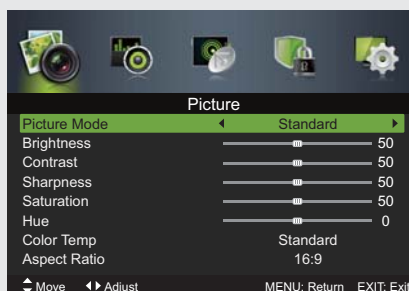 Picture
Picture Mode Standard
Brightness 50
Contrast 50
Sharpness 50
Saturation 50
Hue 0
Color Temp Standard
Aspect Ratio 16:9
Move Adjust MENU: Return EXIT: Exit